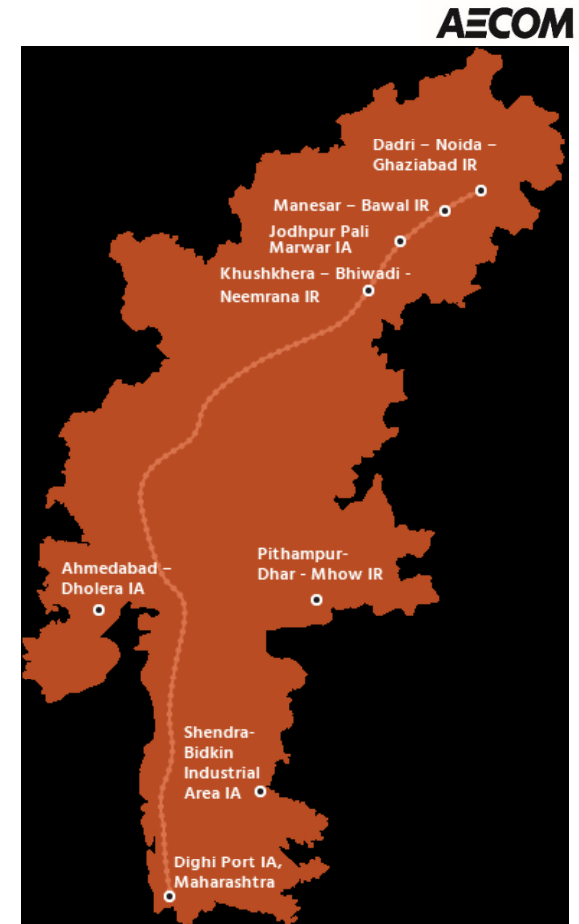 AECOM
Dadri – Noida –
Ghaziabad IR
Manesar – Bawal IR
Jodhpur Pali
Marwar IA
Khushkhera – Bhiwadi -
Neemrana IR
Ahmedabad –
Dholera IA
Pithampur-
Dhar - Mhow IR
Shendra-
Bidkin
Industrial
Area IA
Dighi Port IA,
Maharashtra